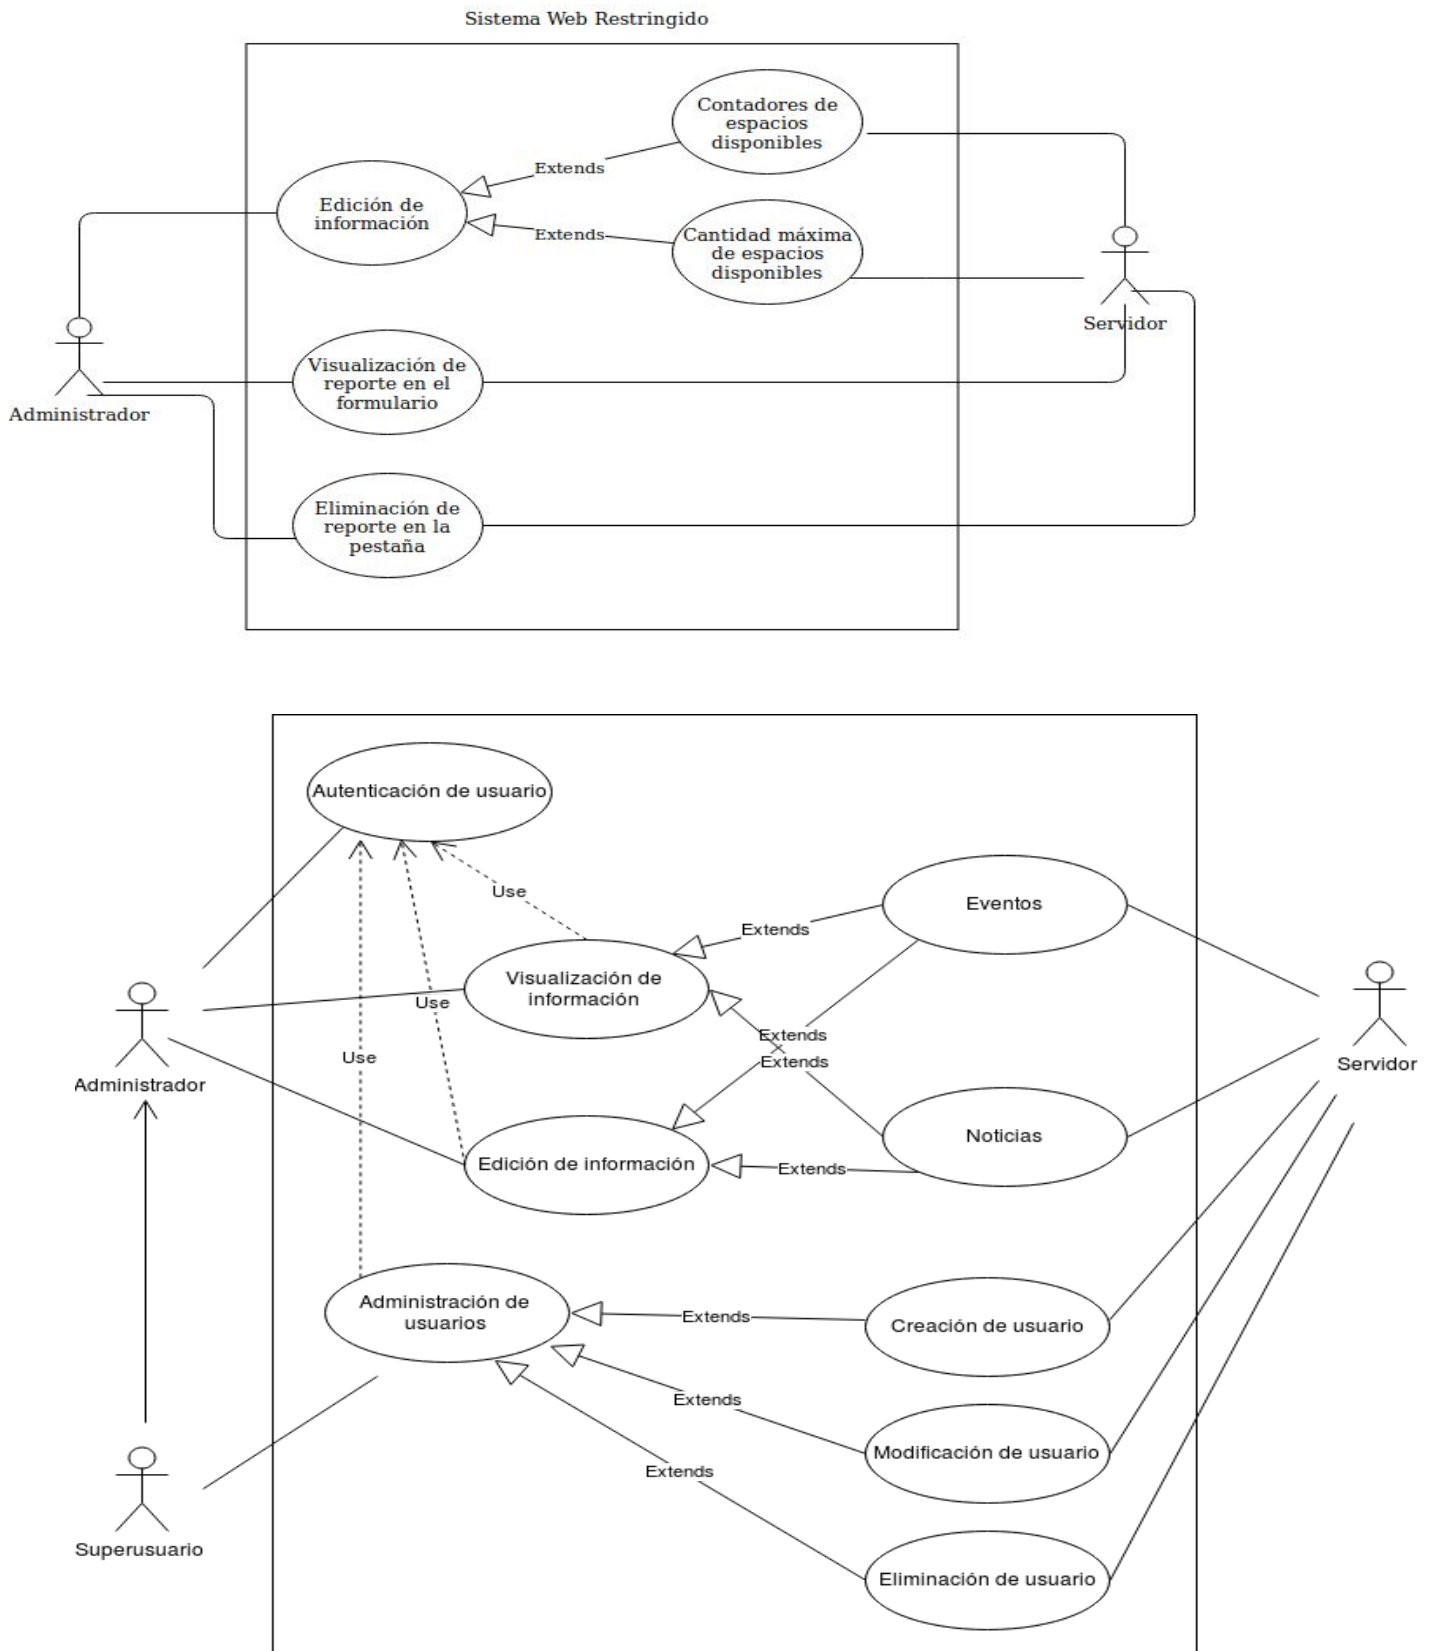 Sistema Web Restringido
Contadores de
espacios
disponibles
Extends
Edición de
información
Extends
Cantidad máxima
de espacios
disponibles
Servidor
Visualización de
reporte en el
formulario
Administrador
Eliminación de
reporte en la
pestaña
Autenticación de usuario
Use
Eventos
Extends
Visualización de
información
Use
Extends
Extends
Use
Servidor
Administrador
Noticias
Edición de información
Extends
Administración de
usuarios
Extends
Creación de usuario
Extends
Modificación de usuario
Extends
Superusuario
Eliminación de usuario